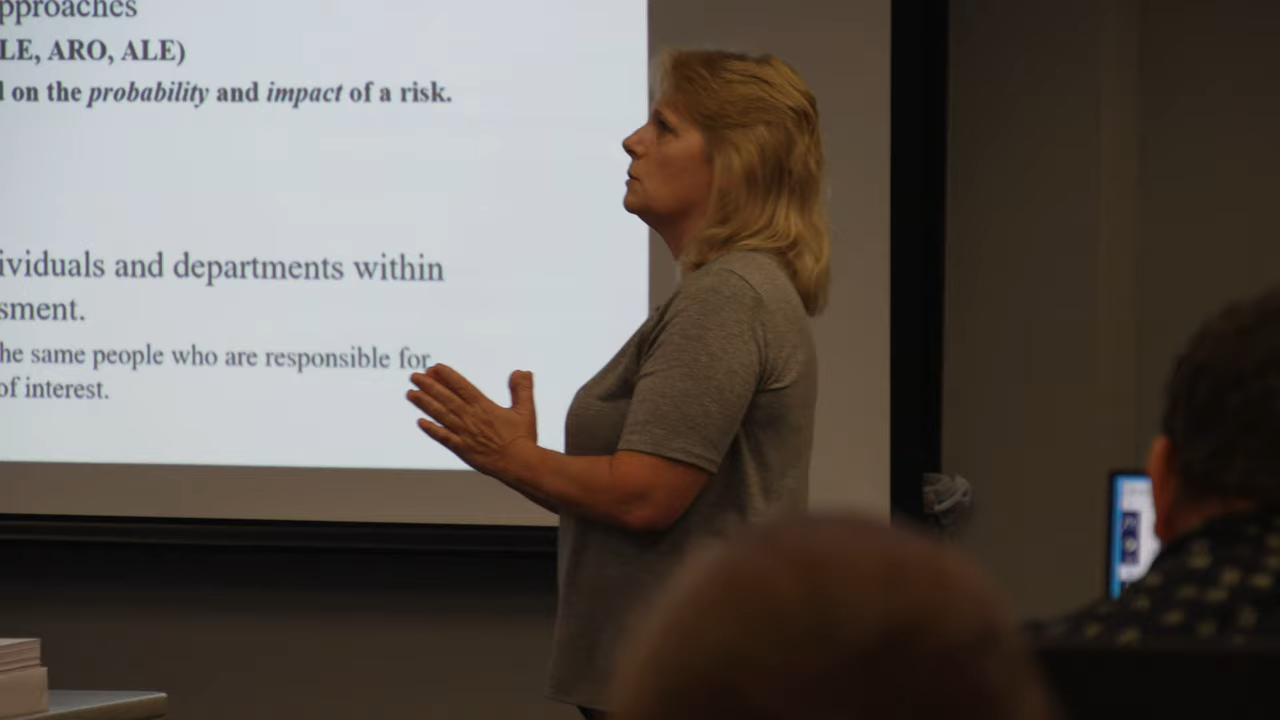 pproaches
LE, ARO, ALE)
on the probability and impact of a risk.
ividuals and departments within
sment.
he same people who are responsible for
of interest.